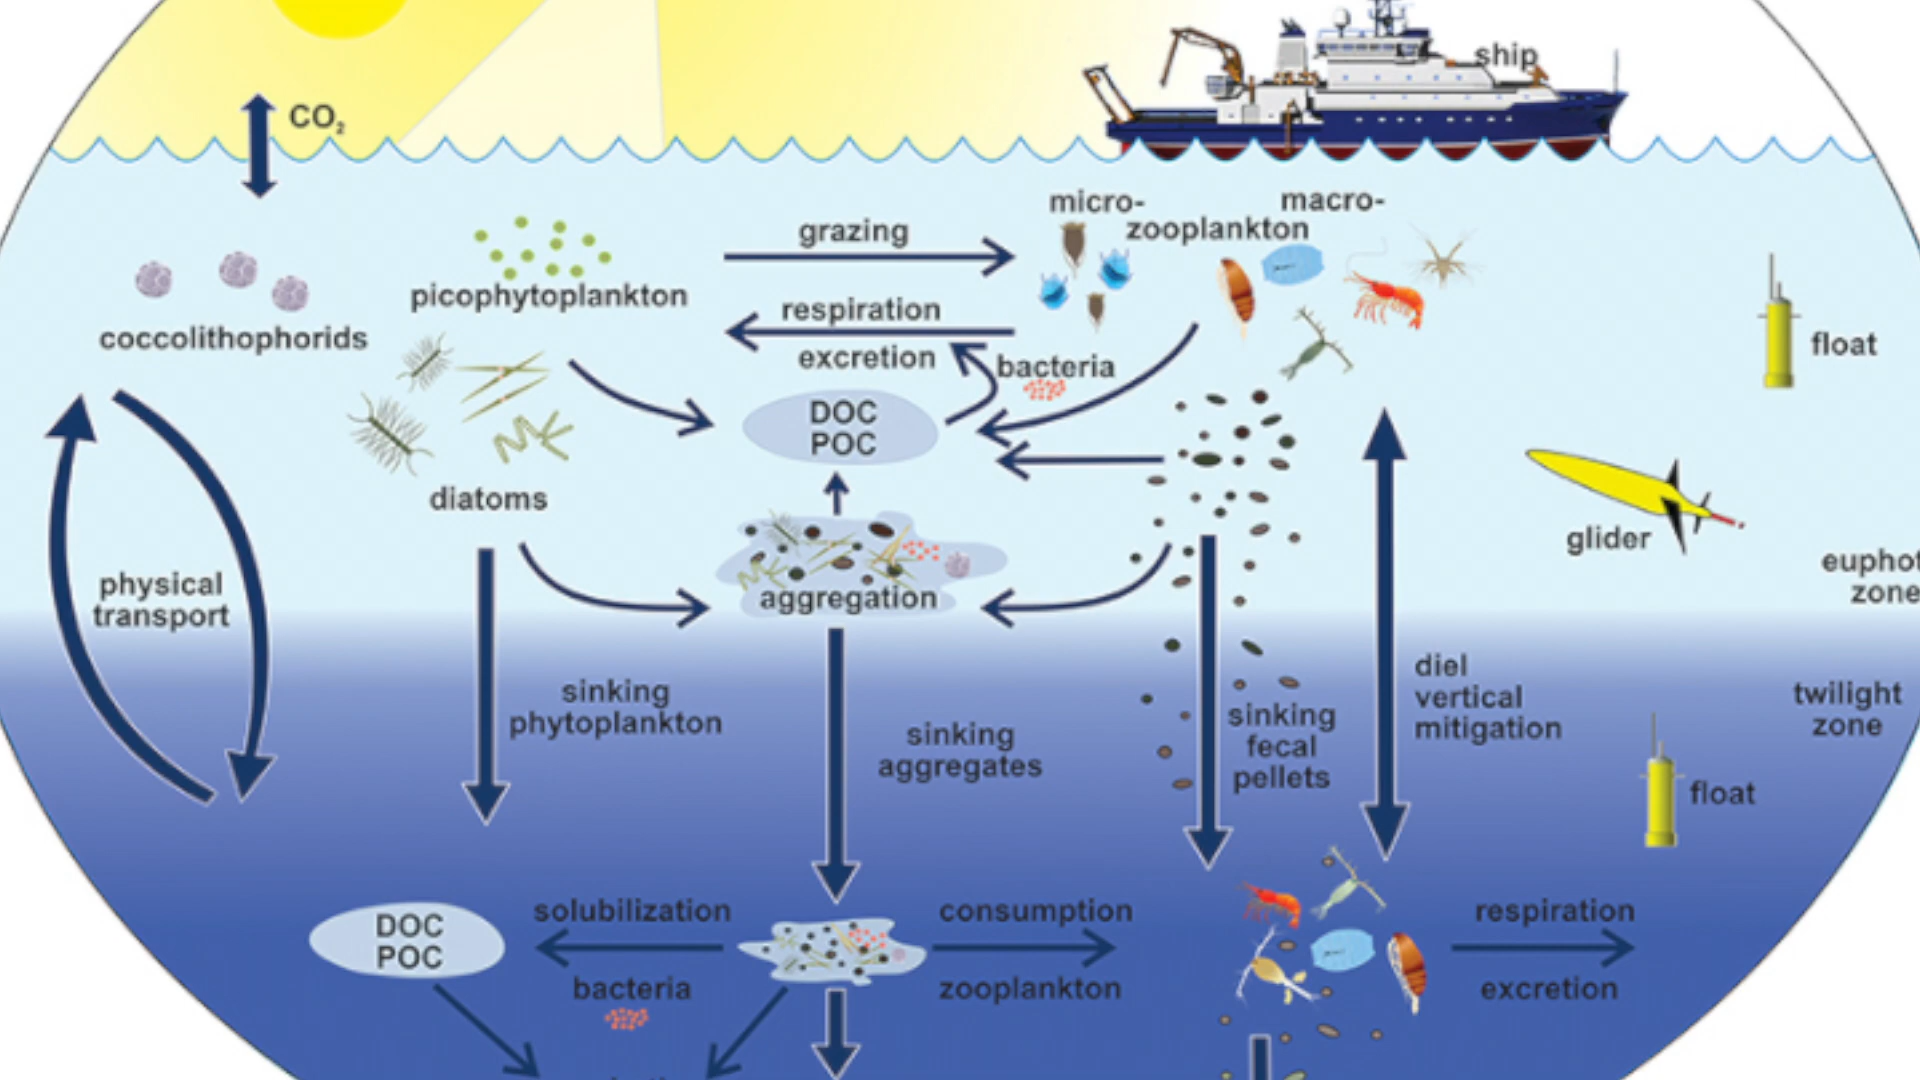 ship
CO₂
micro-
macro-
zooplankton
grazing
picophytoplankton
respiration
coccolithophorids
float
excretion
bacteria
DOC
POC
diatoms
glider
euphot
zone
physical
transport
aggregation
diel
vertical
mitigation
twilight
zone
sinking
phytoplankton
sinking
aggregates
sinking
fecal
pellets
float
solubilization
consumption
respiration
DOC
POC
bacteria
zooplankton
excretion